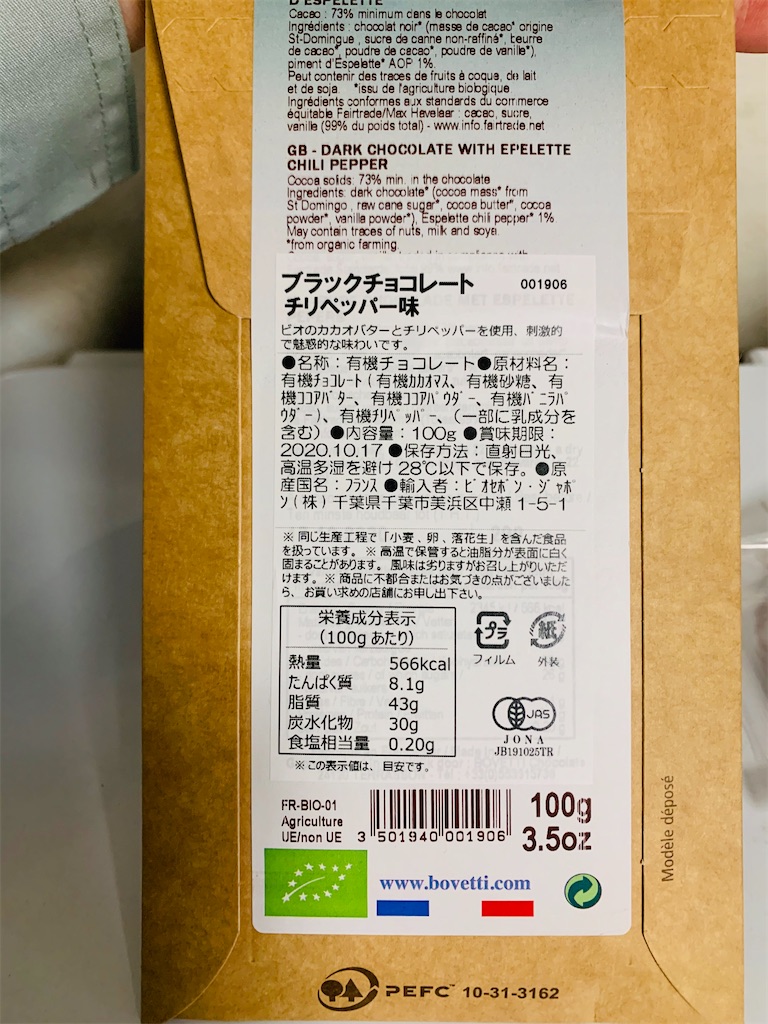 D'ESPELETTE
Cacao : 73% minimum dans le chocolat
Ingrédients : chocolat noir* (masse de cacao* origine
St-Domingue , sucre de canne non-raffiné*, beurre
de cacao*, poudre de cacao*, poudre de vanille*),
piment d'Espelette* AOP 1%.
Peut contenir des traces de fruits à coque, de lait
et de soja. *issu de l'agriculture biologique
Ingrédients conformes aux standards du commerce
équitable Fairtrade/Max Havelaar : cacao, sucre,
vanille (99% du poids total) - www.info.fairtrade.net
GB - DARK CHOCOLATE WITH EPELETTE
CHILI PEPPER
Cocoa solids: 73% min. in the chocolate
Ingredients: dark chocolate* (cocoa mass* from
St Domingo , raw cane sugar*, cocoa butter*, cocoa
powder*, vanilla powder*), Espelette chili pepper* 1%
May contain traces of nuts, milk and soya.
*from organic farming.
ブラックチョコレート 001906
チリペッパー味
ビオのカカオバターとチリペッパーを使用、刺激的
で魅惑的な味わいです。
●名称：有機チョコレート●原材料名：
有機ﾁｮｺﾚｰﾄ（有機ｶｶｵﾏｽ、有機砂糖、有
機ｺｺｱﾊﾞﾀｰ、有機ｺｺｱﾊﾟｳﾀﾞｰ、有機ﾊﾞﾆﾗﾊﾟ
ｳﾀﾞｰ）、有機ﾁﾘﾍﾟｯﾊﾟｰ、（一部に乳成分を
含む）●内容量：100g ●賞味期限：
2020.10.17 ●保存方法：直射日光、
高温多湿を避け 28℃以下で保存。●原
産国名：ﾌﾗﾝｽ ●輸入者：ﾋﾞｵｾﾎﾞﾝ・ｼﾞｬﾎﾟ
ﾝ（株）千葉県千葉市美浜区中瀬 1-5-1
※ 同じ生産工程で「小麦、卵、落花生」を含んだ食品
を扱っています。※ 高温で保管すると油脂分が表面に白く
固まることがあります。風味は劣りますがお召し上がりいただ
けます。※ 商品に不都合またはお気づきの点がございました
ら、お買い求めの店舗にお申し出下さい。
栄養成分表示
（100g あたり）
熱量 566kcal
たんぱく質 8.1g
脂質 43g
炭水化物 30g
食塩相当量 0.20g
※ この表示値は、目安です。
プラ 紙
フィルム 外装
JAS
JONA
JB191025TR
FR-BIO-01
Agriculture
UE/non UE
3 501940 001906
100g
3.5oz
www.bovetti.com
Modèle déposé
PEFC™ 10-31-3162